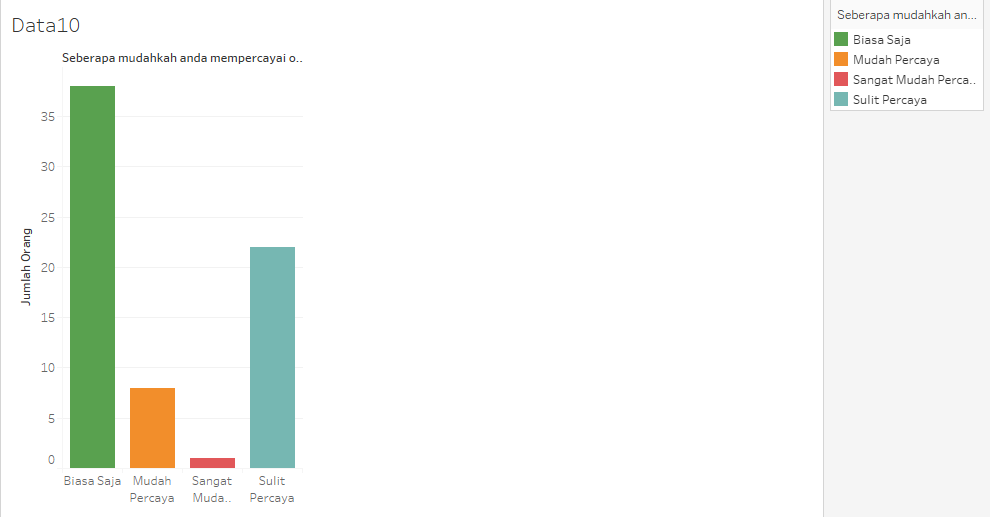 Data10
Seberapa mudahkah anda mempercayai o..
Jumlah Orang
35
30
25
20
15
10
5
0
Biasa Saja
Mudah
Percaya
Sangat
Muda..
Sulit
Percaya
Seberapa mudahkah an...
Biasa Saja
Mudah Percaya
Sangat Mudah Perca..
Sulit Percaya